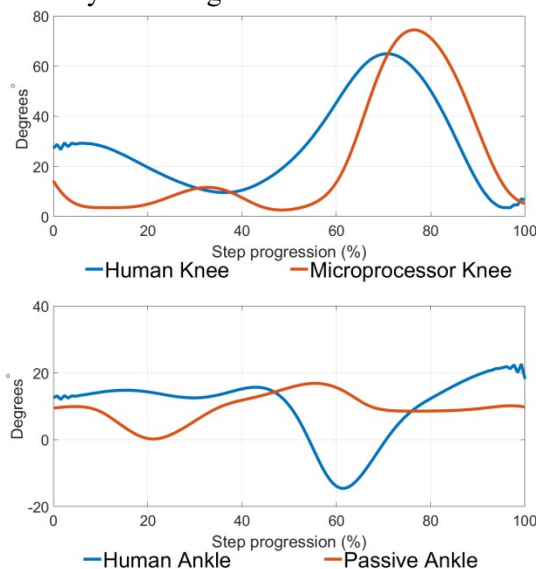 80
60
40
20
0
Degrees°
0 20 40 60 80 100
Step progression (%)
Human Knee Microprocessor Knee
40
20
0
-20
Degrees°
0 20 40 60 80 100
Step progression (%)
Human Ankle Passive Ankle